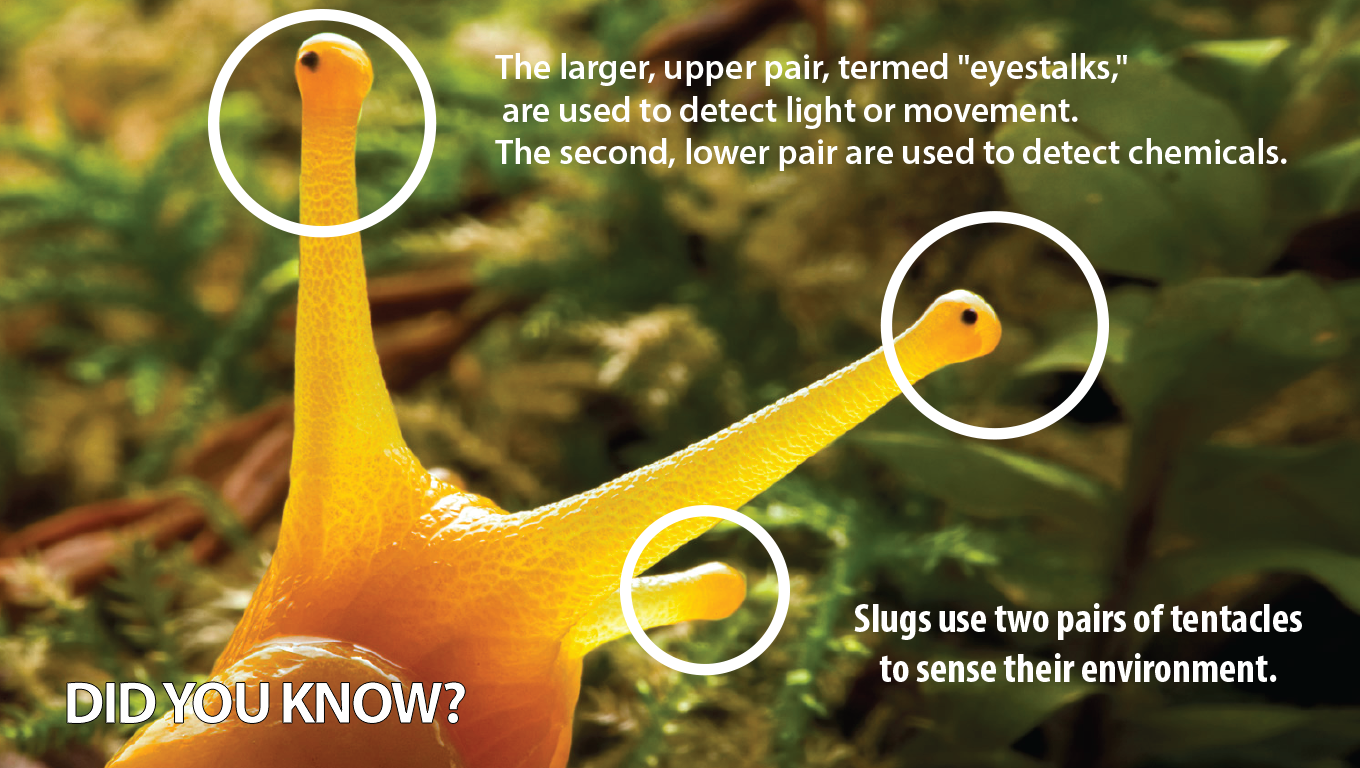 The larger, upper pair, termed "eyestalks,"
are used to detect light or movement.
The second, lower pair are used to detect chemicals.
Slugs use two pairs of tentacles
to sense their environment.
DID YOU KNOW?